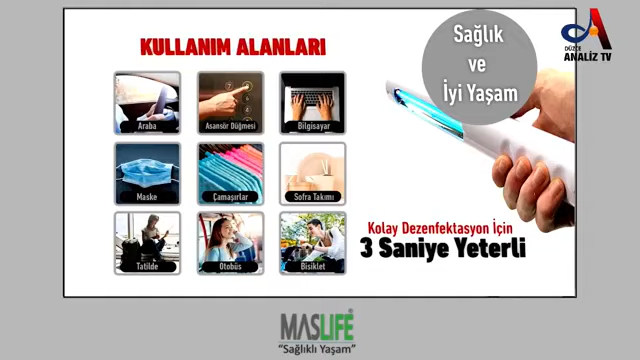 KULLANIM ALANLARI
Araba
Asansör Düğmesi
Bilgisayar
Maske
Çamaşırlar
Sofra Takımı
Tatilde
Otobüs
Bisiklet
Sağlık
ve
İyi Yaşam
Kolay Dezenfektasyon İçin
3 Saniye Yeterli
DÜZCE
ANALİZ TV
MASLIFE®
"Sağlıklı Yaşam"